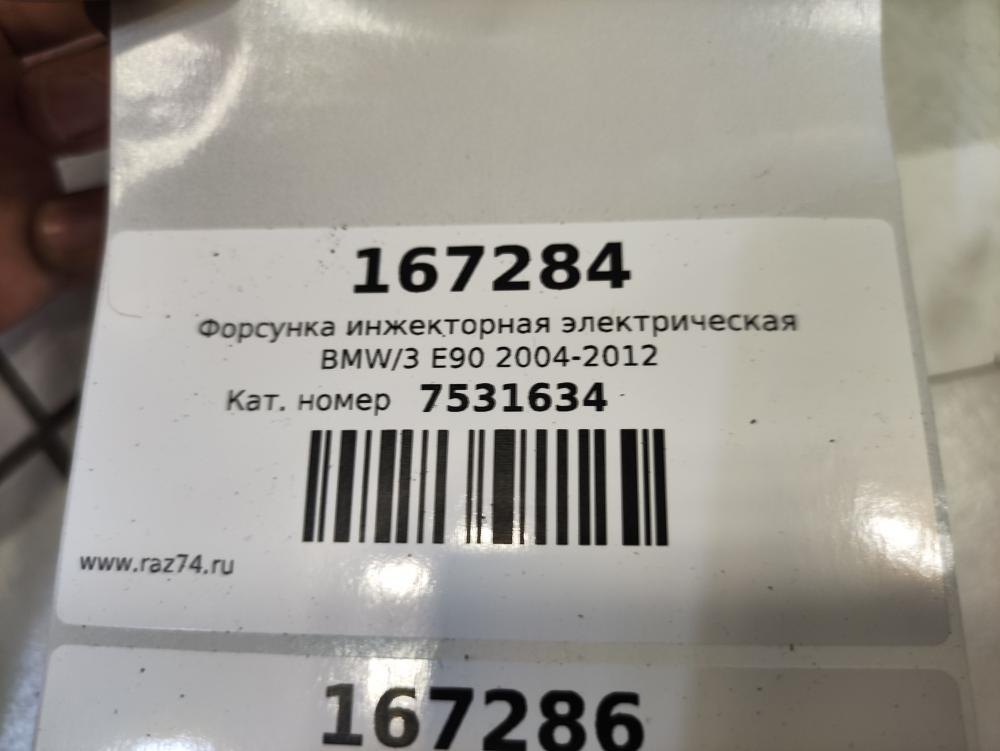 167284
Форсунка инжекторная электрическая
BMW/3 E90 2004-2012
Кат. номер 7531634
www.raz74.ru
167286